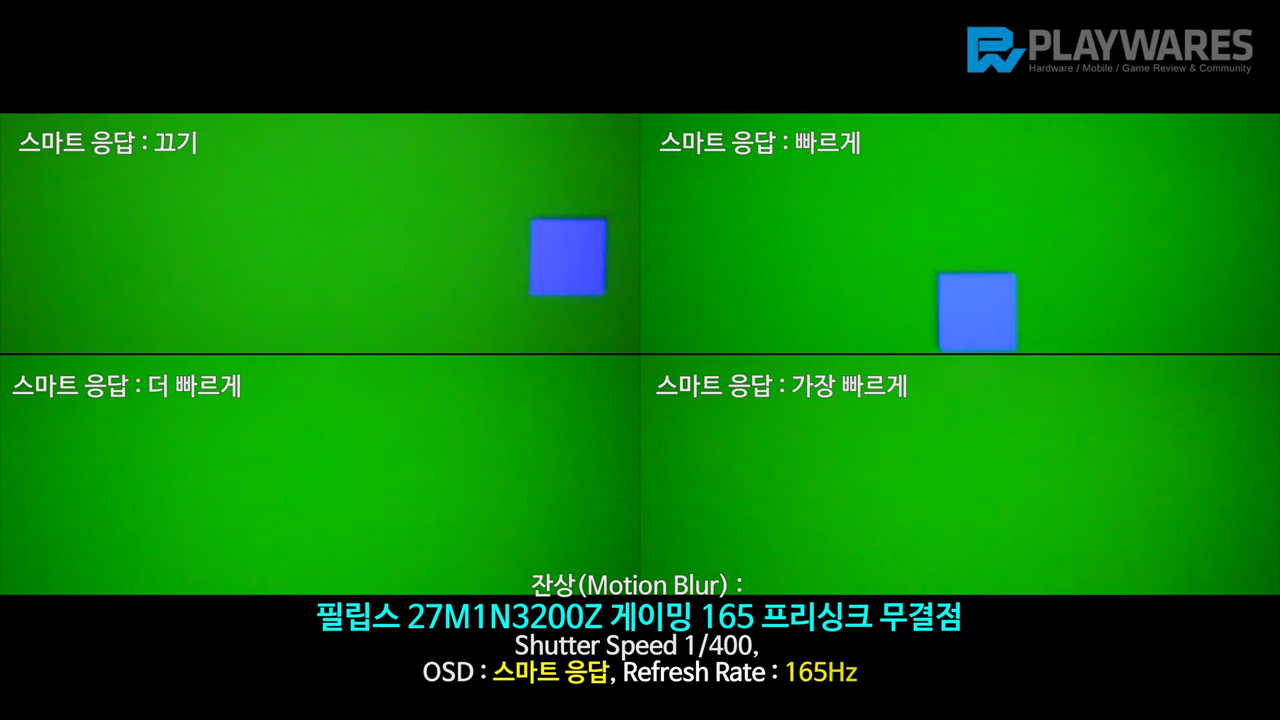 PLAYWARES
Hardware / Mobile / Game Review & Community
스마트 응답 : 끄기
스마트 응답 : 빠르게
스마트 응답 : 더 빠르게
스마트 응답 : 가장 빠르게
잔상(Motion Blur) :
필립스 27M1N3200Z 게이밍 165 프리싱크 무결점
Shutter Speed 1/400,
OSD : 스마트 응답, Refresh Rate : 165Hz